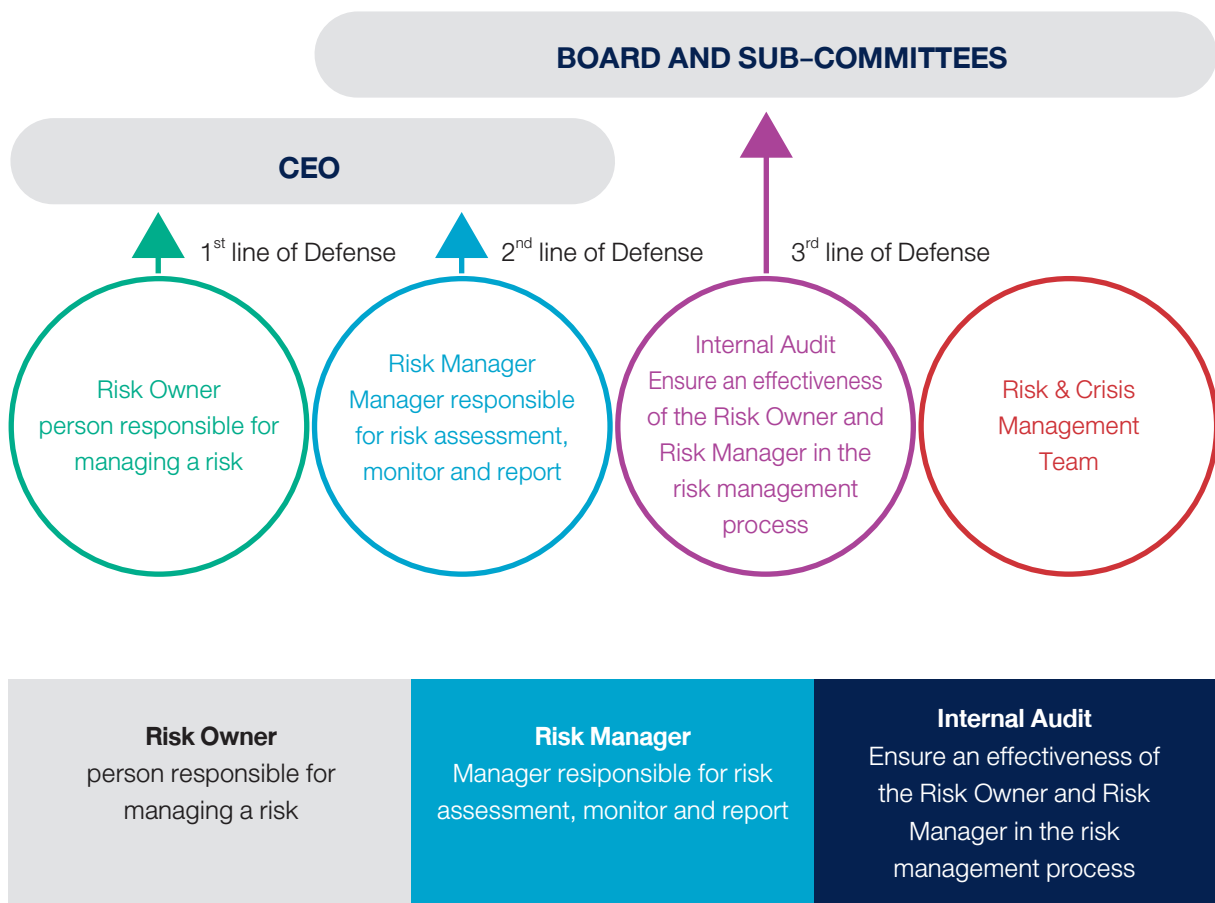 BOARD AND SUB–COMMITTEES
CEO
1st line of Defense
2nd line of Defense
3rd line of Defense
Risk Owner
person responsible for
managing a risk
Risk Manager
Manager responsible
for risk assessment,
monitor and report
Internal Audit
Ensure an effectiveness
of the Risk Owner and
Risk Manager in the
risk management
process
Risk & Crisis
Management
Team
Risk Owner
person responsible for
managing a risk
Risk Manager
Manager resiponsible for risk
assessment, monitor and report
Internal Audit
Ensure an effectiveness of
the Risk Owner and Risk
Manager in the risk
management process